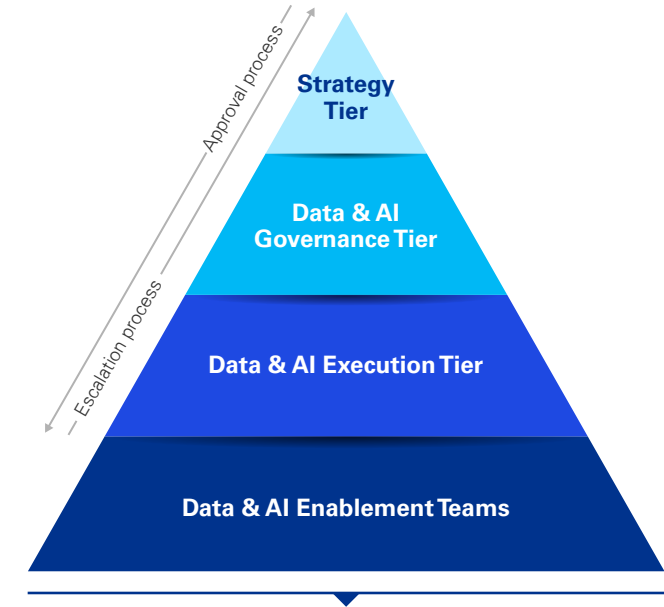 Approval process
Escalation process
Strategy
Tier
Data & AI
Governance Tier
Data & AI Execution Tier
Data & AI Enablement Teams